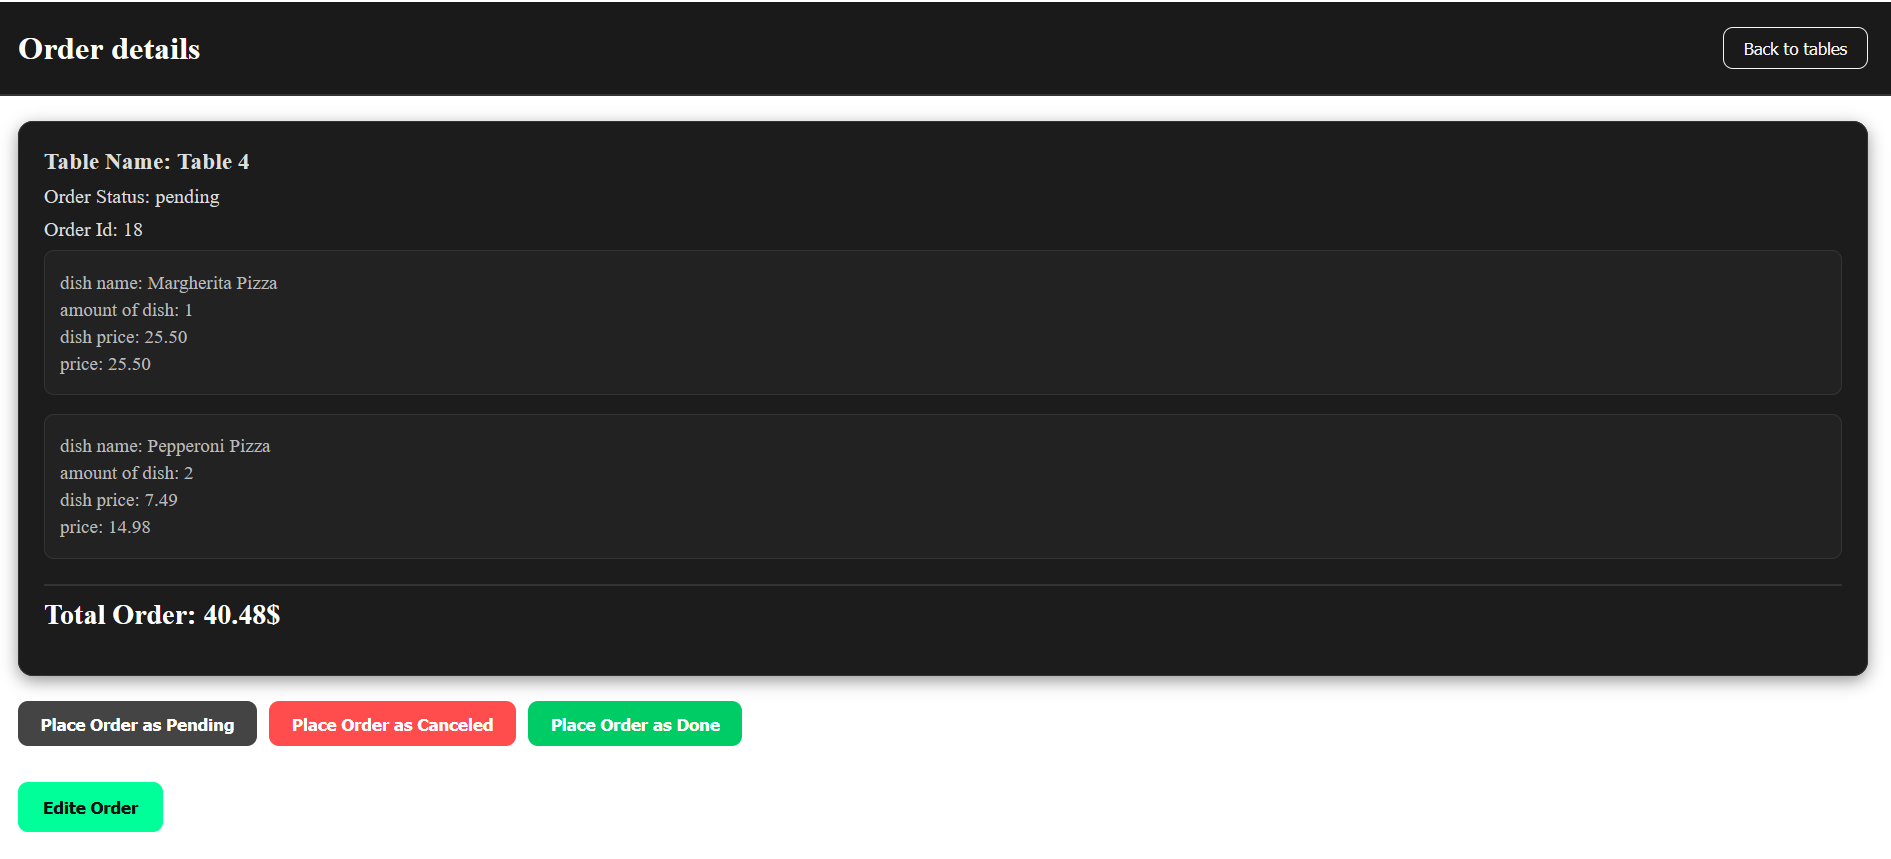 Order details
Back to tables
Table Name: Table 4
Order Status: pending
Order Id: 18
dish name: Margherita Pizza
amount of dish: 1
dish price: 25.50
price: 25.50
dish name: Pepperoni Pizza
amount of dish: 2
dish price: 7.49
price: 14.98
Total Order: 40.48$
Place Order as Pending
Place Order as Canceled
Place Order as Done
Edite Order